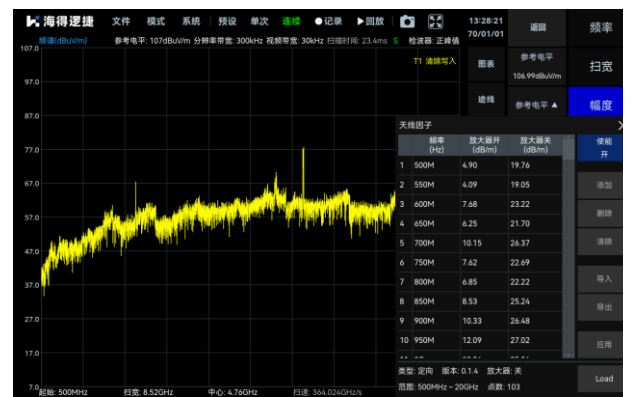 海得逻捷 文件 模式 系统 预设 单次 连续 ●记录 ▶回放 13:28:21 70/01/01 返回 频率
频谱(dBuV/m) 参考电平: 107dBuV/m 分辨率带宽: 300kHz 视频带宽: 30kHz 扫描时间: 23.4ms S 检波器: 正峰值
107.0
97.0
87.0
77.0
67.0
57.0
47.0
37.0
27.0
17.0
7.0
T1 清除写入
图表
参考电平
106.99dBuV/m
扫宽
迹线
参考电平 ▲
幅度
天线因子
频率 (Hz) 放大器开 (dB/m) 放大器关 (dB/m)
1 500M 4.90 19.76
2 550M 4.09 19.05
3 600M 7.68 23.22
4 650M 6.25 21.70
5 700M 10.15 26.37
6 750M 7.62 22.69
7 800M 6.85 22.22
8 850M 8.53 25.24
9 900M 10.33 26.48
10 950M 12.09 27.02
使能
开
添加
删除
清除
导入
导出
应用
Load
类型: 定向 版本: 0.1.4 放大器: 关
范围: 500MHz ~ 20GHz 点数: 103
起始: 500MHz 扫宽: 8.52GHz 中心: 4.76GHz 扫速: 364.024GHz/s